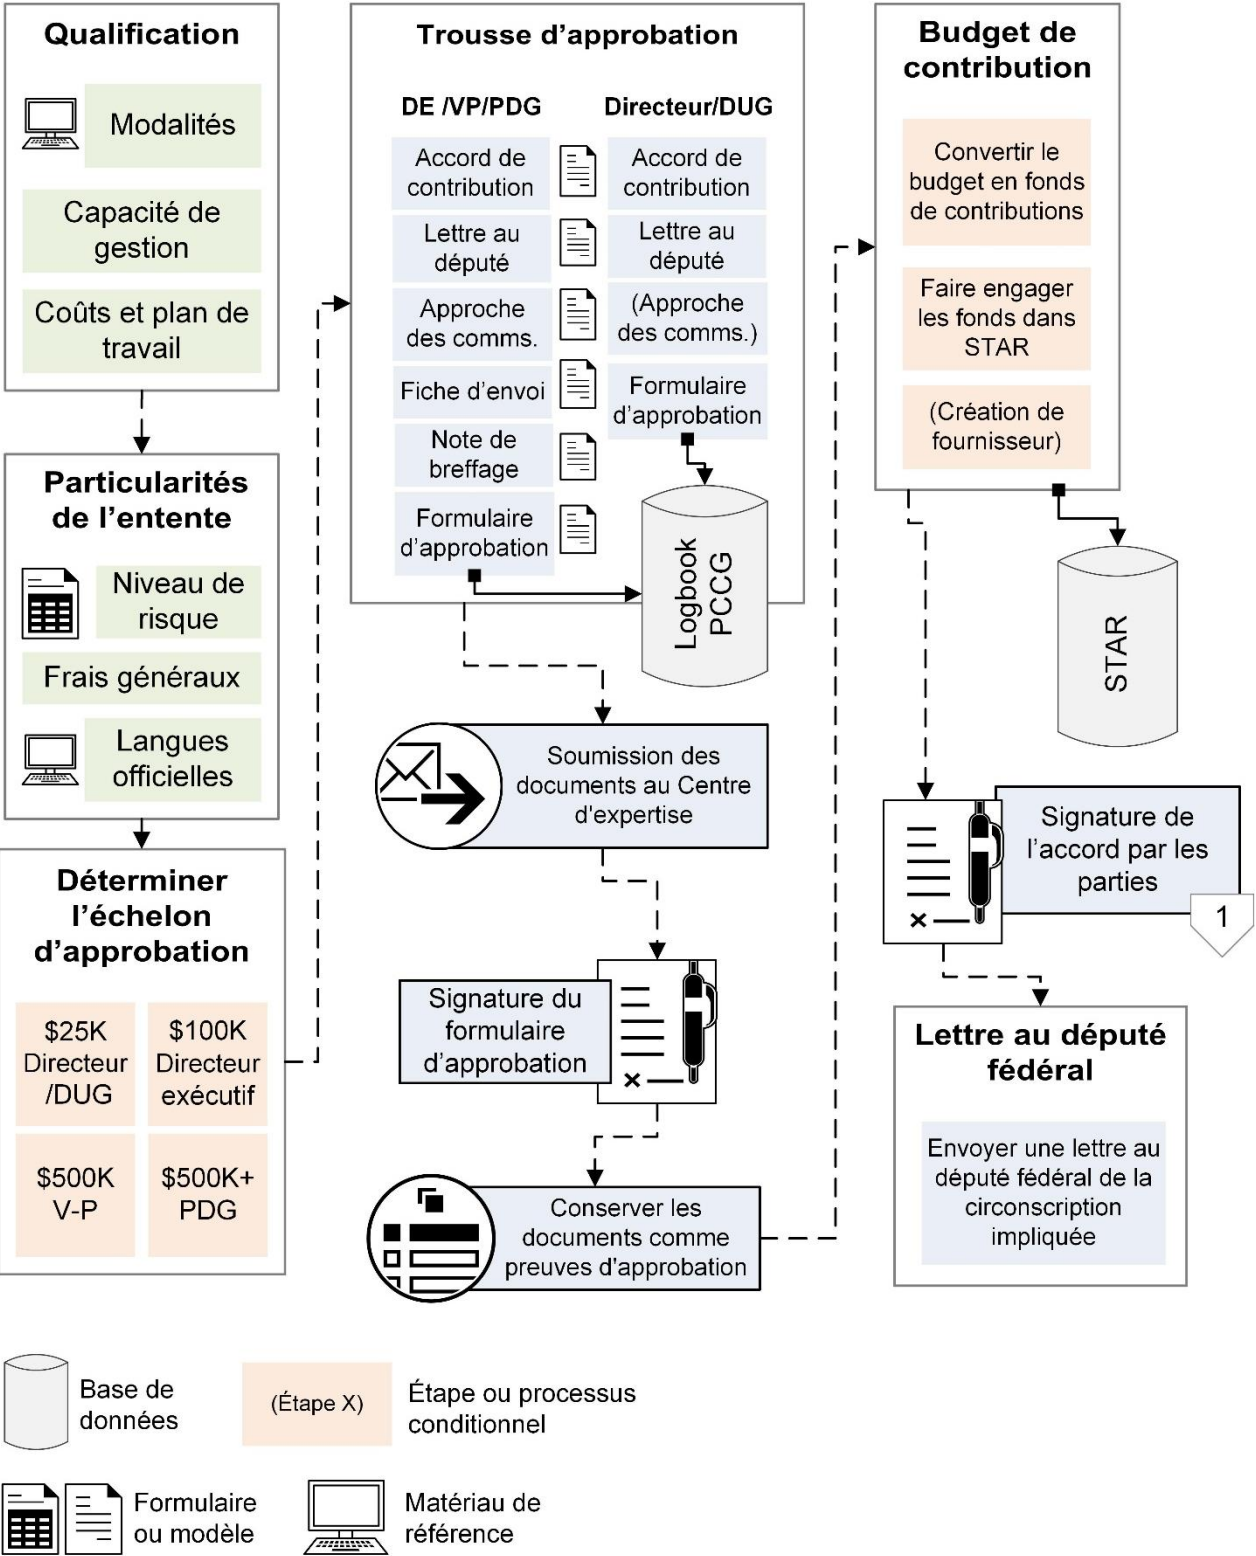 Qualification
Modalités
Capacité de
gestion
Coûts et plan de
travail
Particularités
de l'entente
Niveau de
risque
Frais généraux
Langues
officielles
Déterminer
l'échelon
d'approbation
$25K
Directeur
/DUG
$100K
Directeur
exécutif
$500K
V-P
$500K+
PDG
Trousse d'approbation
DE /VP/PDG
Accord de
contribution
Lettre au
député
Approche
des comms.
Fiche d'envoi
Note de
breffage
Formulaire
d'approbation
Directeur/DUG
Accord de
contribution
Lettre au
député
(Approche
des comms.)
Formulaire
d'approbation
Logbook
PCCG
Soumission des
documents au Centre
d'expertise
Signature du
formulaire
d'approbation
Conserver les
documents comme
preuves d'approbation
Budget de
contribution
Convertir le
budget en fonds
de contributions
Faire engager
les fonds dans
STAR
(Création de
fournisseur)
STAR
Signature de
l'accord par les
parties
1
Lettre au député
fédéral
Envoyer une lettre au
député fédéral de la
circonscription
impliquée
Base de
données
(Étape X)
Étape ou processus
conditionnel
Formulaire
ou modèle
Matériau de
référence